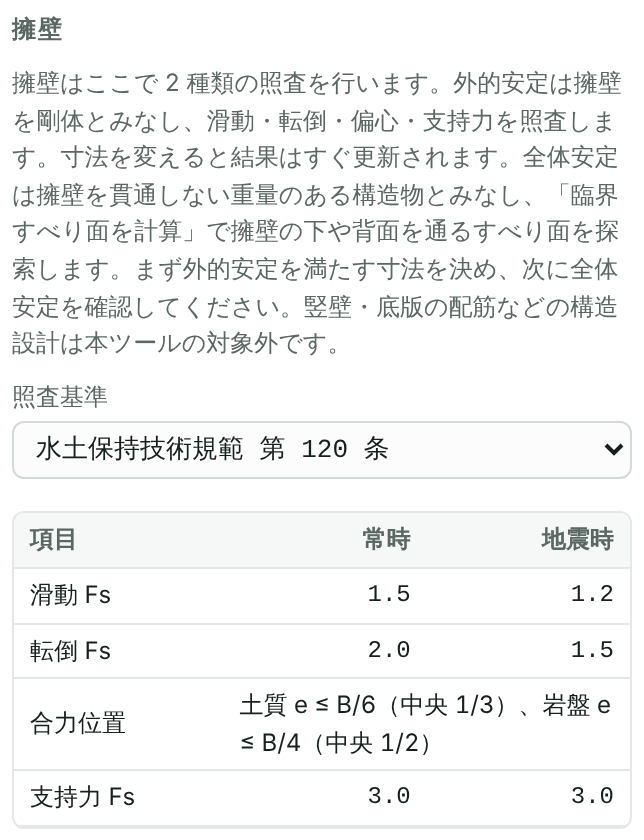 擁壁
擁壁はここで 2 種類の照査を行います。外的安定は擁壁
を剛体とみなし、滑動・転倒・偏心・支持力を照査しま
す。寸法を変えると結果はすぐ更新されます。全体安定
は擁壁を貫通しない重量のある構造物とみなし、「臨界
すべり面を計算」で擁壁の下や背面を通るすべり面を探
索します。まず外的安定を満たす寸法を決め、次に全体
安定を確認してください。竪壁・底版の配筋などの構造
設計は本ツールの対象外です。
照査基準
水土保持技術規範 第 120 条
項目 常時 地震時
滑動 Fs 1.5 1.2
転倒 Fs 2.0 1.5
合力位置 土質 e ≤ B/6（中央 1/3）、岩盤 e
≤ B/4（中央 1/2）
支持力 Fs 3.0 3.0